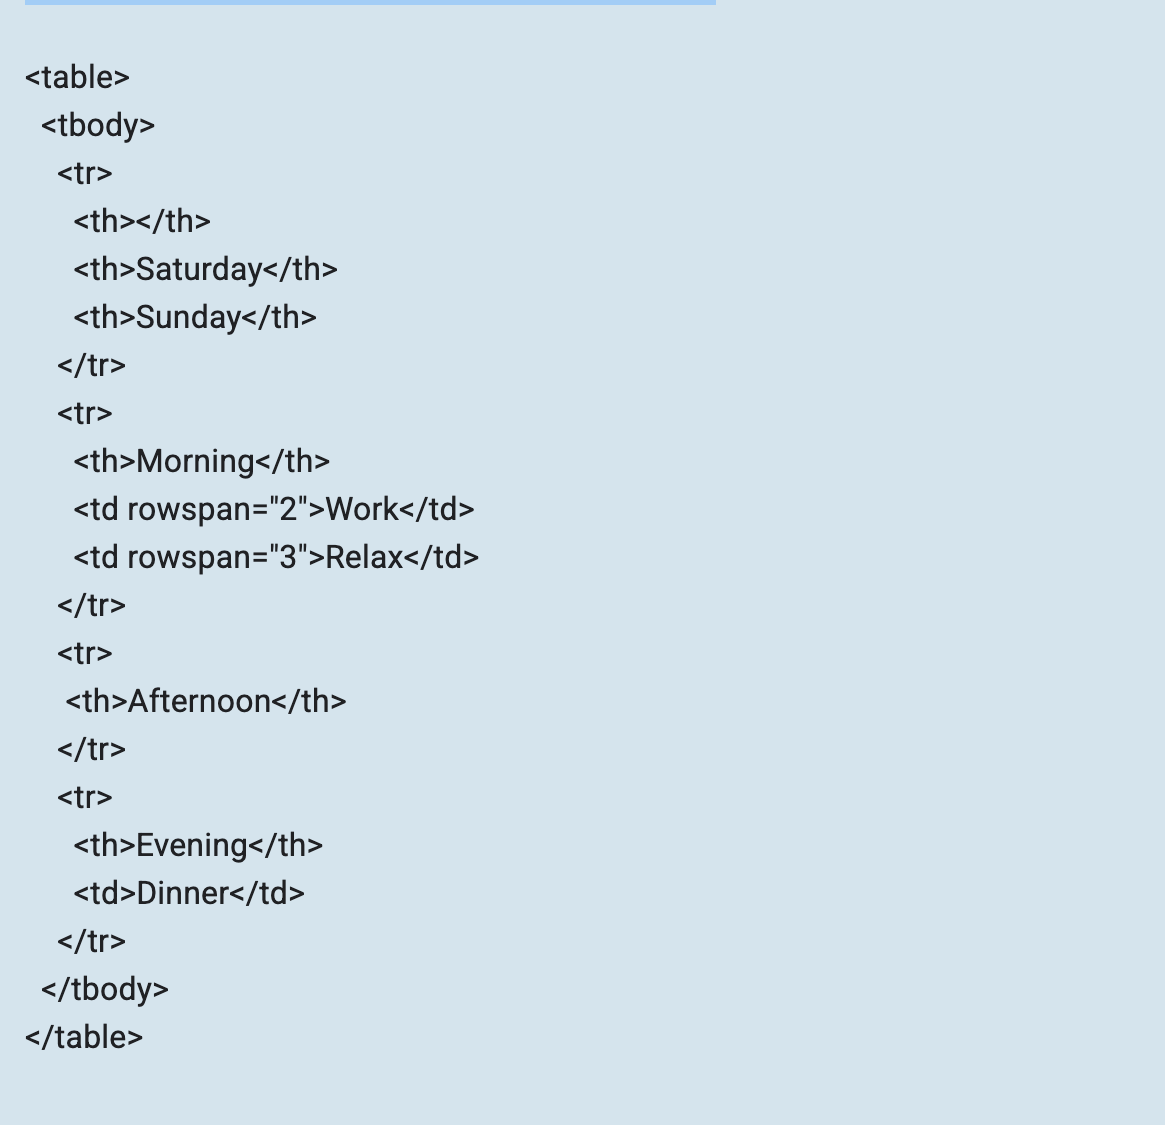 <table>
<tbody>
<tr>
<th></th>
<th>Saturday</th>
<th>Sunday</th>
</tr>
<tr>
<th>Morning</th>
<td rowspan="2">Work</td>
<td rowspan="3">Relax</td>
</tr>
<tr>
<th>Afternoon</th>
</tr>
<tr>
<th>Evening</th>
<td>Dinner</td>
</tr>
</tbody>
</table>